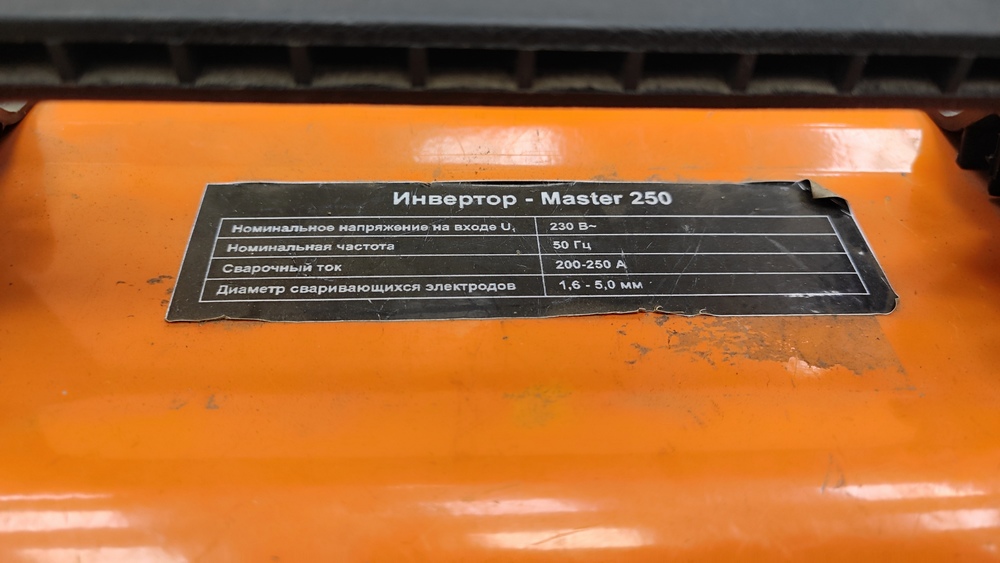 Инвертор - Master 250
Номинальное напряжение на входе U₁ 230 В~
Номинальная частота 50 Гц
Сварочный ток 200-250 А
Диаметр сваривающихся электродов 1,6 - 5,0 мм